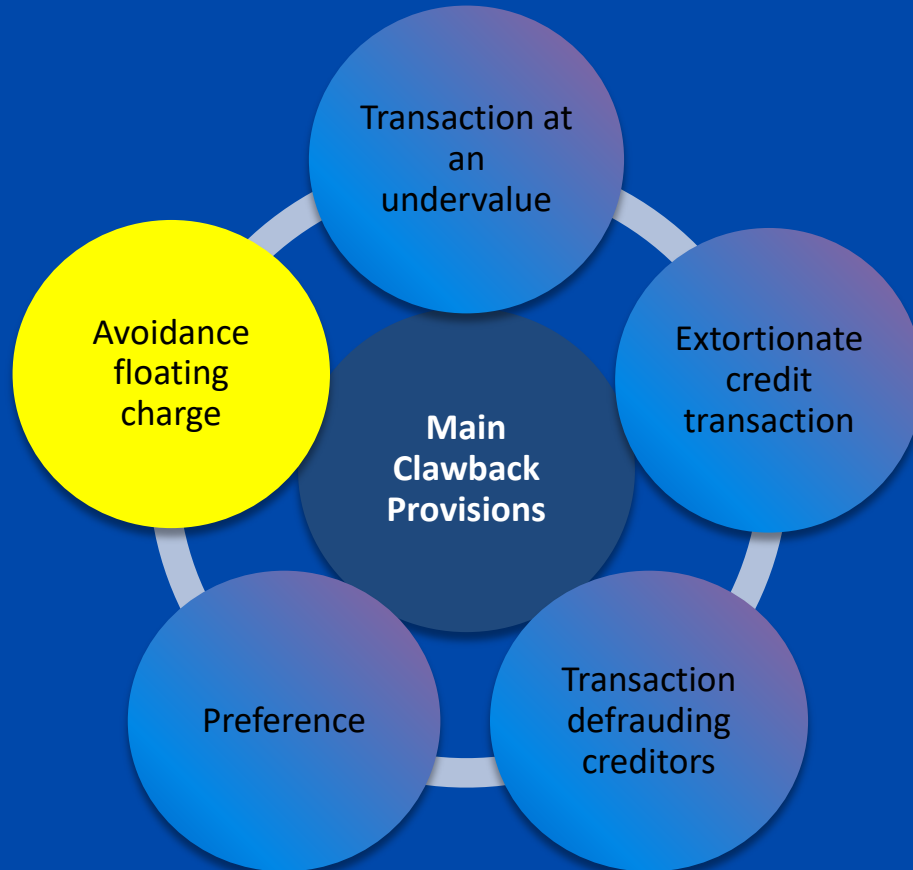 Transaction at
an
undervalue
Extortionate
credit
transaction
Transaction
defrauding
creditors
Preference
Avoidance
floating
charge
Main
Clawback
Provisions